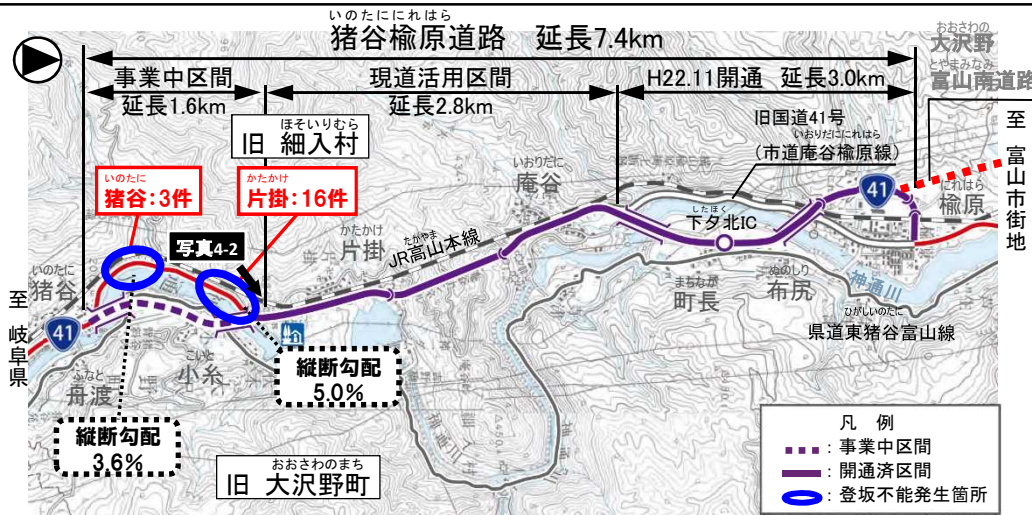 いのたににれはら
猪谷楡原道路 延長7.4km
おおさわの
大沢野
とやまみなみ
富山南道路
事業中区間
延長1.6km
現道活用区間
延長2.8km
H22.11開通 延長3.0km
ほそいりむら
旧 細入村
旧国道41号
いおりだににれはら
(市道庵谷楡原線)
至 富山市街地
いのたに
猪谷:3件
かたかけ
片掛:16件
いおりだに
庵谷
41
にれはら
楡原
したほく
下夕北IC
写真4-2
かたかけ
片掛
たかやま
JR高山本線
いのたに
猪谷
まちなが
町長
ぬのしり
布尻
神通川
ひがしいのたに
県道東猪谷富山線
至 岐阜県
41
こいと
小糸
ふなと
舟渡
縦断勾配
5.0%
縦断勾配
3.6%
おおさわのまち
旧 大沢野町
凡 例
:事業中区間
:開通済区間
:登坂不能発生箇所